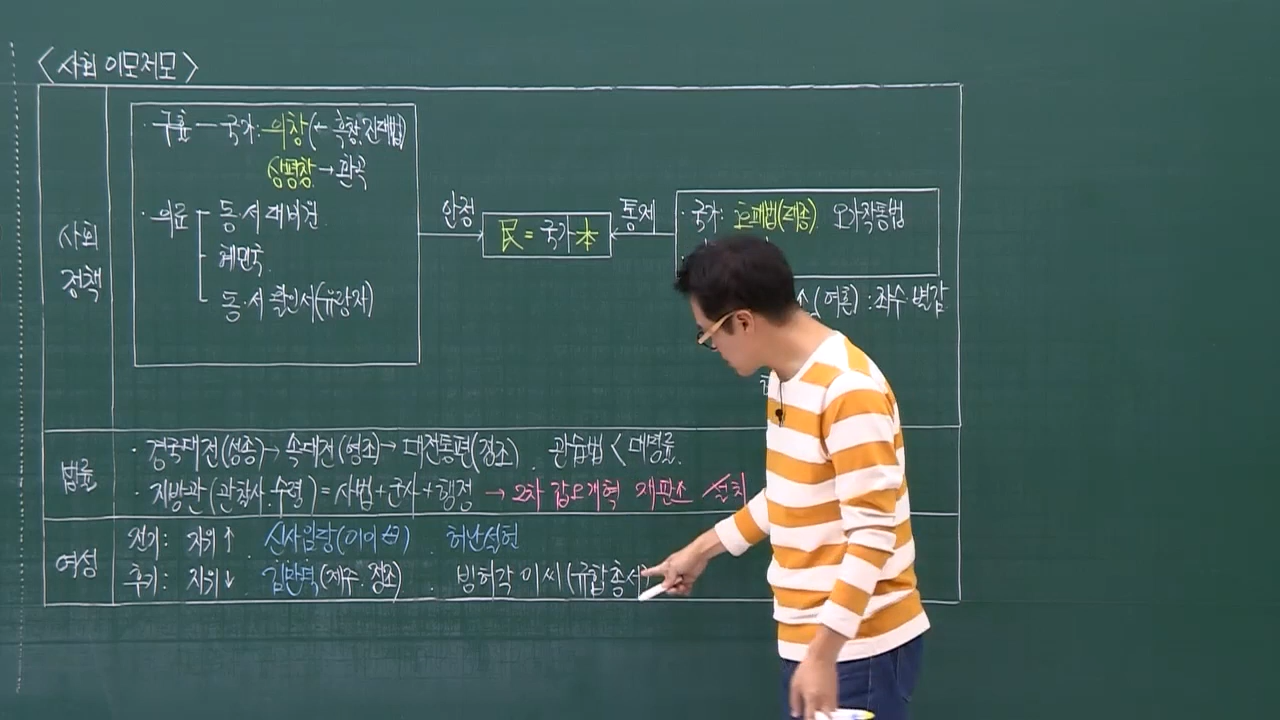 <사회 이모저모>
사회
정책
· 구휼 — 국가: 의창(← 흑창, 진대법)
상평창 → 환곡
· 의료
동·서 대비원
혜민국
동·서 활인서(유랑자)
안정
民 = 국가 本
통제
· 국가: 호패법(태종) 오가작통법
(여론) : 좌수·별감
법률
· 경국대전(성종) → 속대전(영조) → 대전통편(정조) . 관습법 < 대명률.
· 지방관(관찰사·수령) = 사법+군사+행정 → 2차 갑오개혁 재판소 설치
여성
전기: 지위↑ . 신사임당(이이 母) . 허난설헌
후기: 지위↓ . 김만덕(제주·정조) . 빙허각 이씨(규합총서)